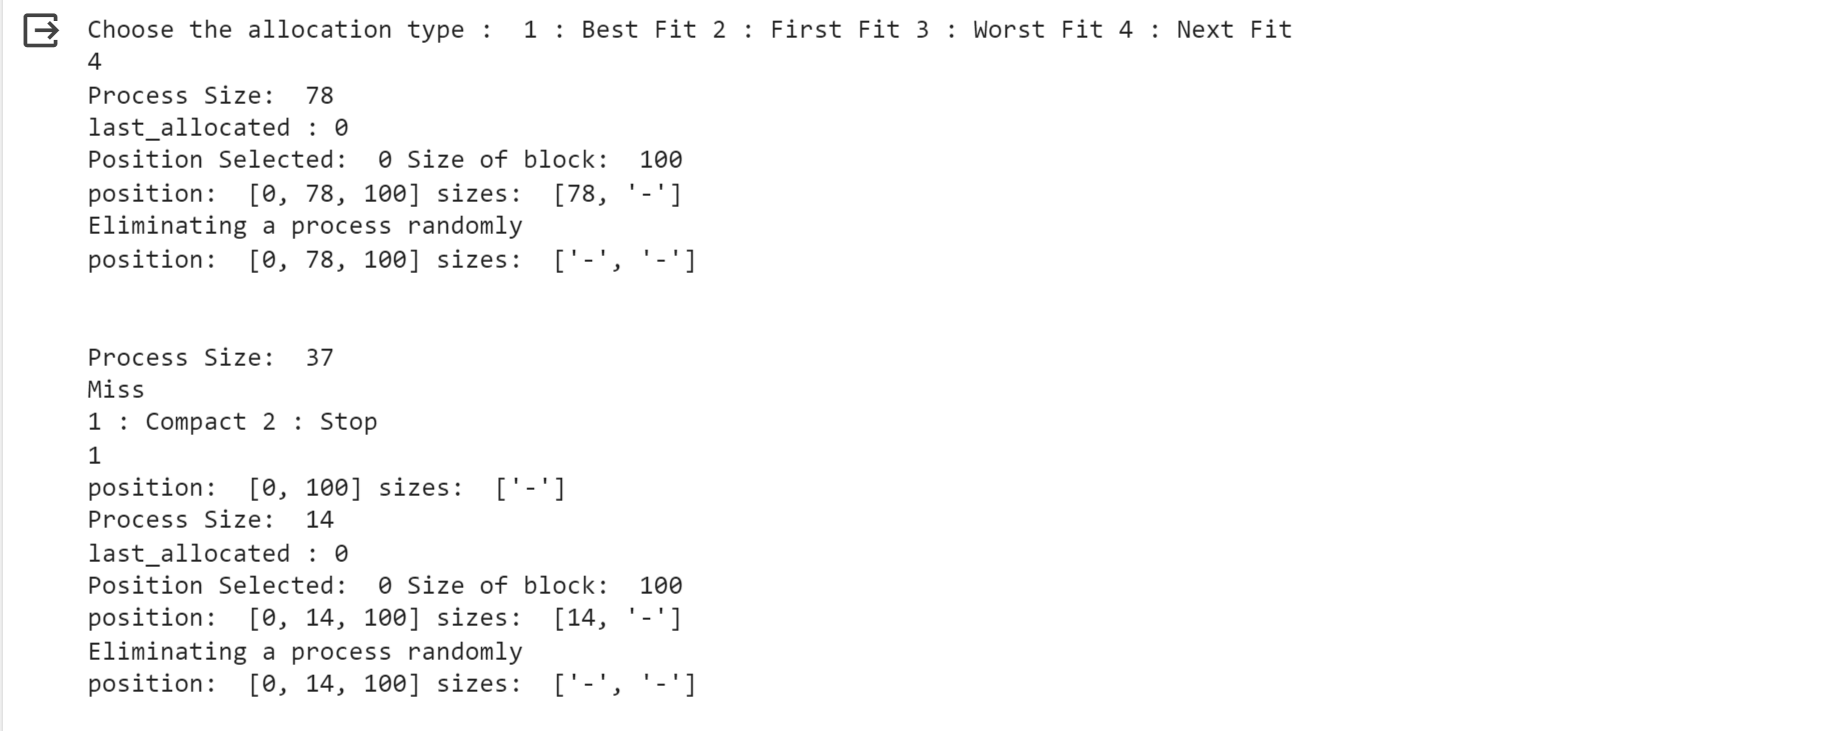 Choose the allocation type :  1 : Best Fit 2 : First Fit 3 : Worst Fit 4 : Next Fit
4
Process Size:  78
last_allocated : 0
Position Selected:  0 Size of block:  100
position:  [0, 78, 100] sizes:  [78, '-']
Eliminating a process randomly
position:  [0, 78, 100] sizes:  ['-', '-']
Process Size:  37
Miss
1 : Compact 2 : Stop
1
position:  [0, 100] sizes:  ['-']
Process Size:  14
last_allocated : 0
Position Selected:  0 Size of block:  100
position:  [0, 14, 100] sizes:  [14, '-']
Eliminating a process randomly
position:  [0, 14, 100] sizes:  ['-', '-']